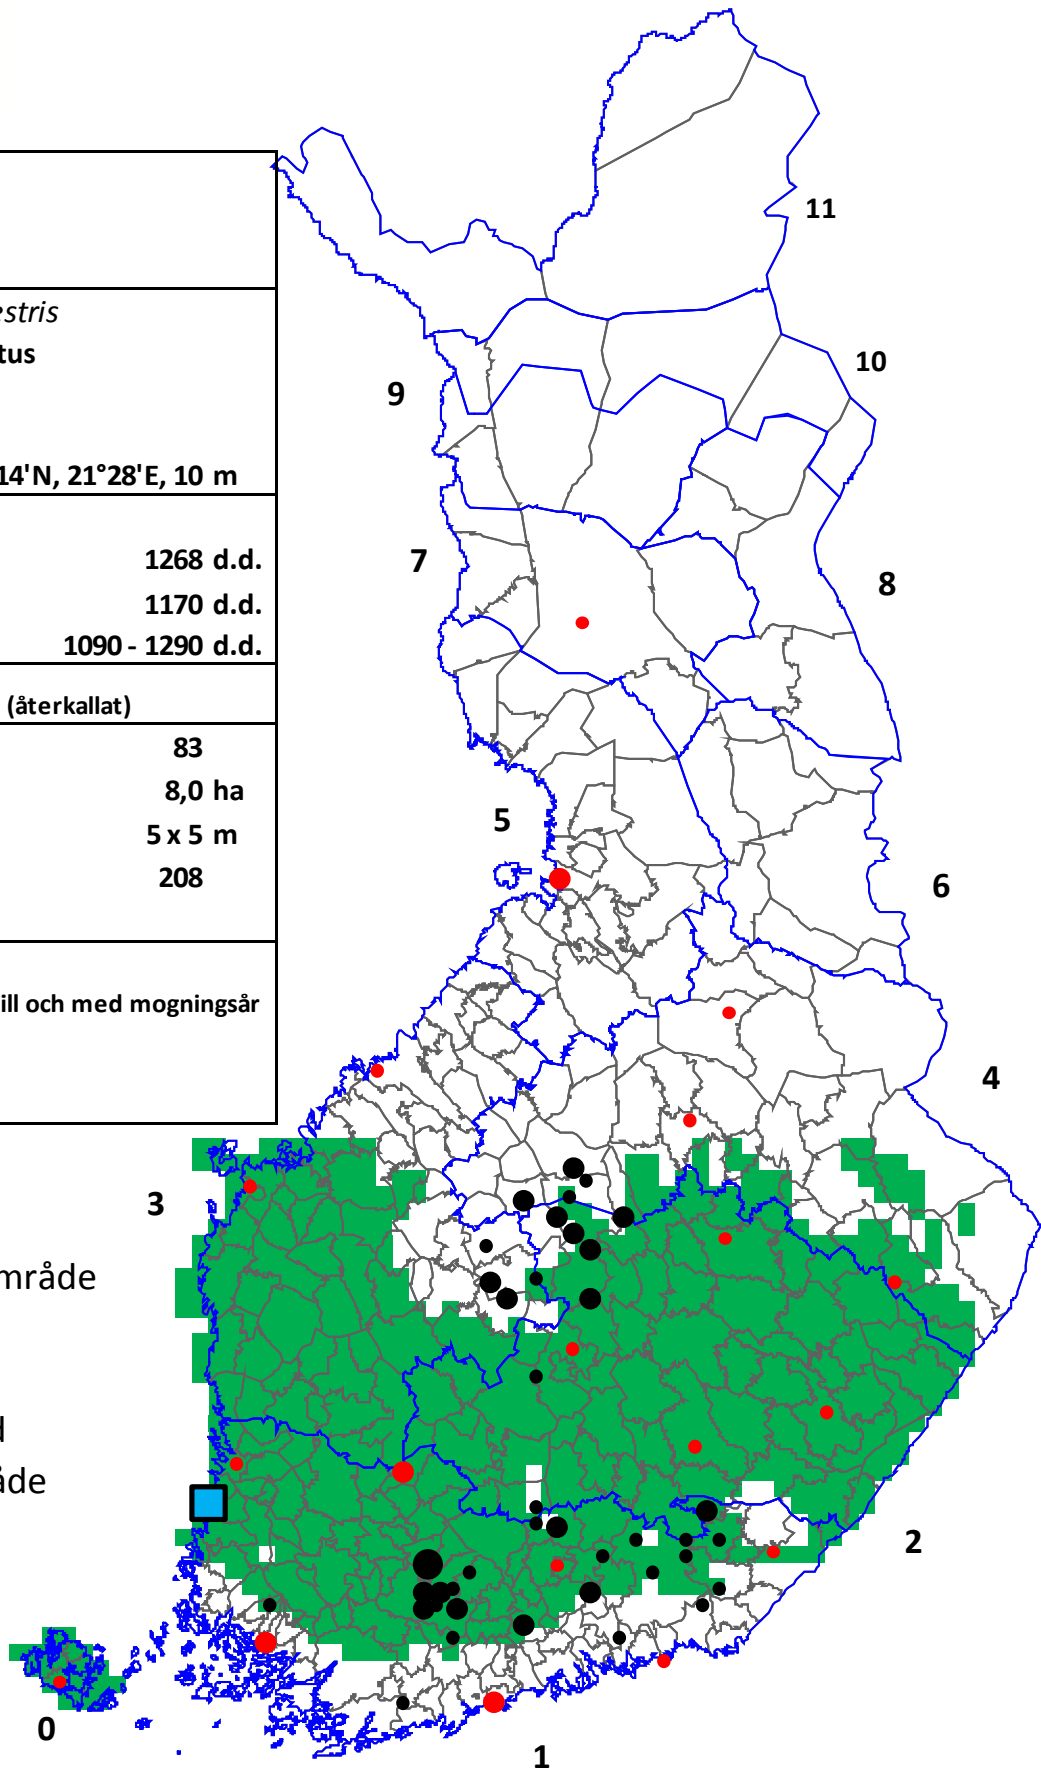 estris
tus
14'N, 21°28'E, 10 m
1268 d.d.
1170 d.d.
1090 - 1290 d.d.
(återkallat)
83
8,0 ha
5 x 5 m
208
ill och med mogningsår
11
10
9
7
8
5
6
4
3
mråde
d
åde
2
0
1